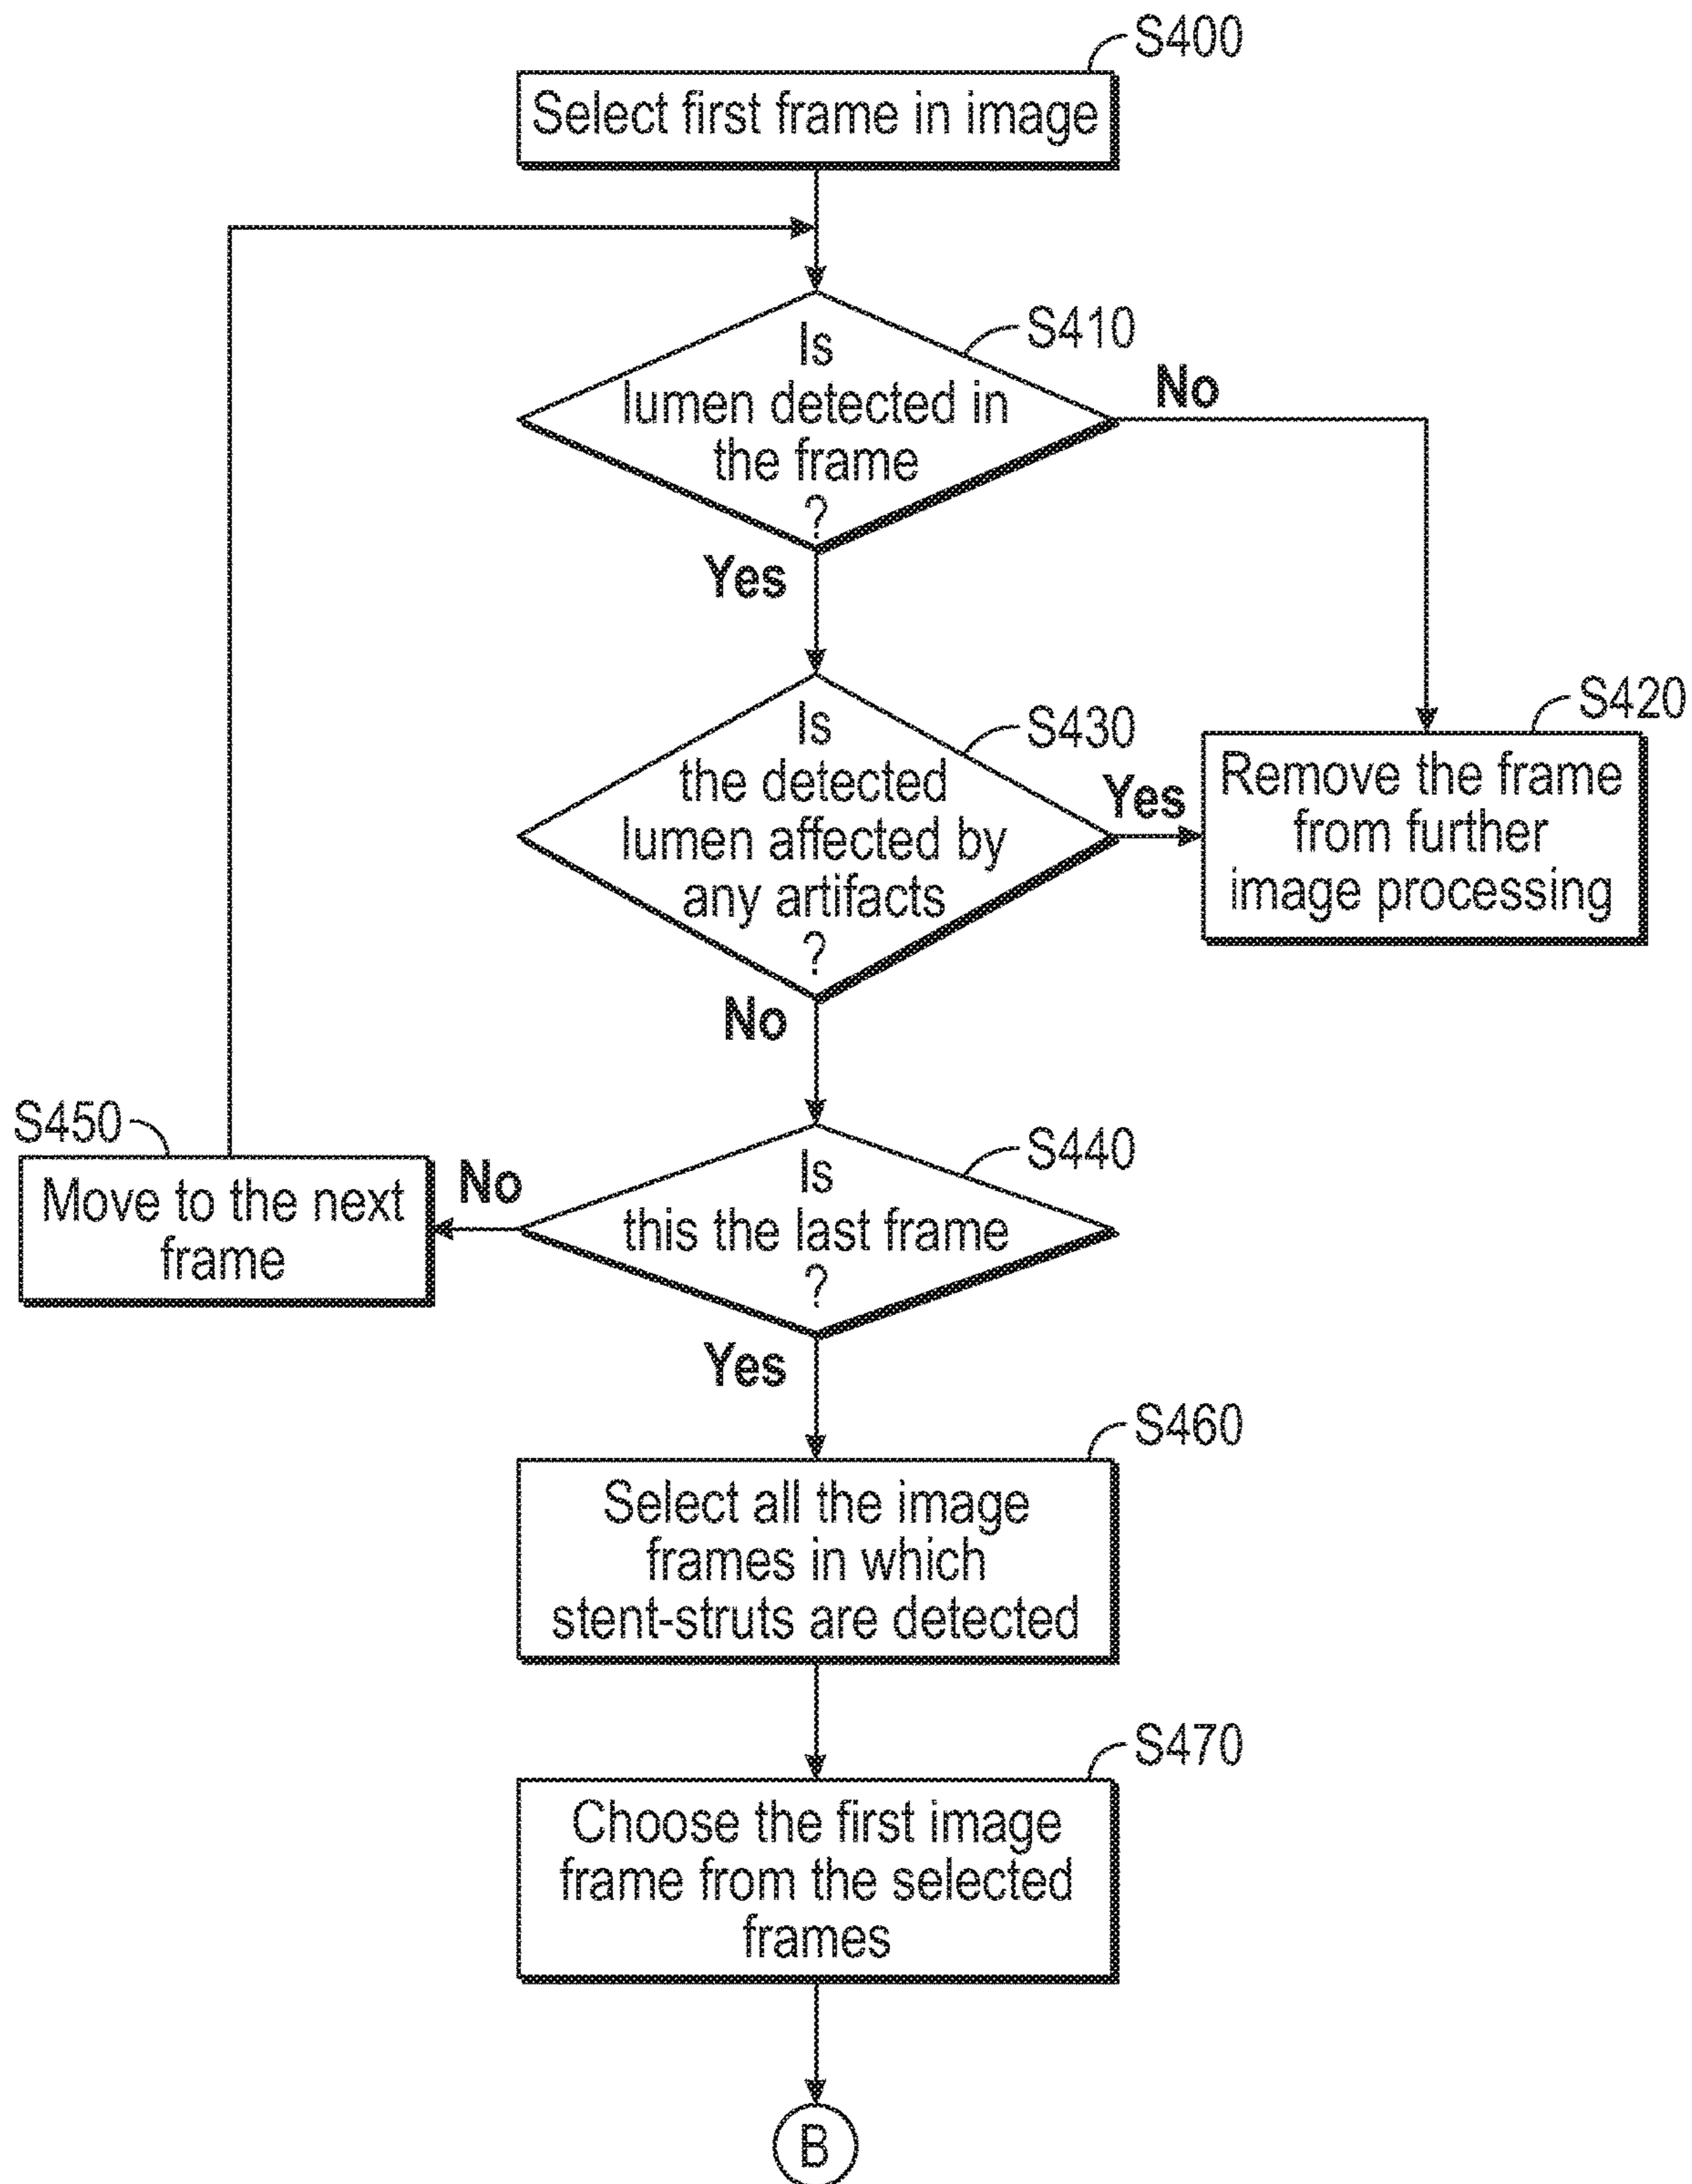 S400
Select first frame in image
S410
Is
lumen detected in
the frame
?
No
Yes
S420
Remove the frame
from further
image processing
S430
Is
the detected
lumen affected by
any artifacts
?
Yes
No
S440
Is
this the last frame
?
No
S450
Move to the next
frame
Yes
S460
Select all the image
frames in which
stent-struts are detected
S470
Choose the first image
frame from the selected
frames
B